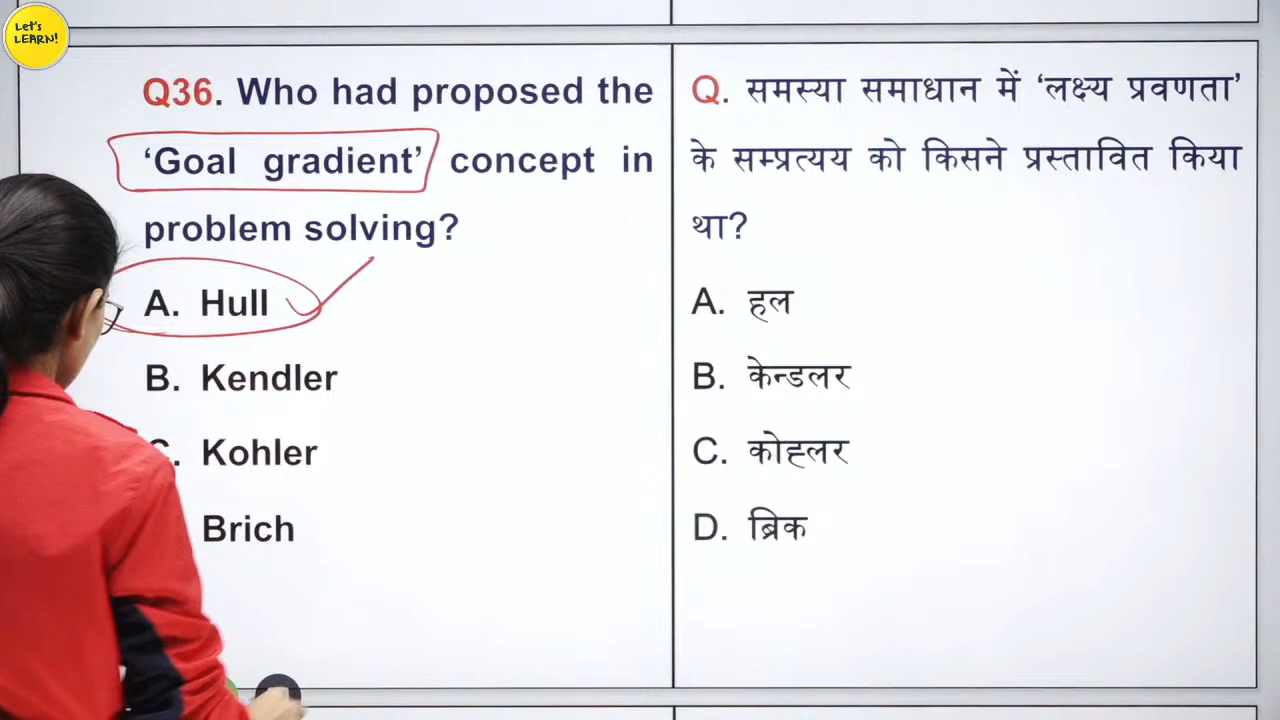 Let's
LEARN!
Q36. Who had proposed the
'Goal gradient' concept in
problem solving?
A. Hull
B. Kendler
C. Kohler
Brich
Q. समस्या समाधान में 'लक्ष्य प्रवणता'
के सम्प्रत्यय को किसने प्रस्तावित किया
था?
A. हल
B. केन्डलर
C. कोह्लर
D. ब्रिक